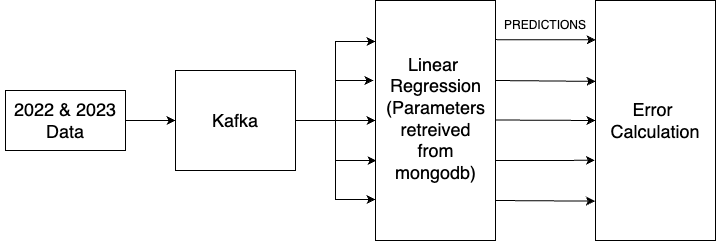 2022 & 2023
Data
Kafka
Linear
Regression
(Parameters
retreived
from
mongodb)
PREDICTIONS
Error
Calculation